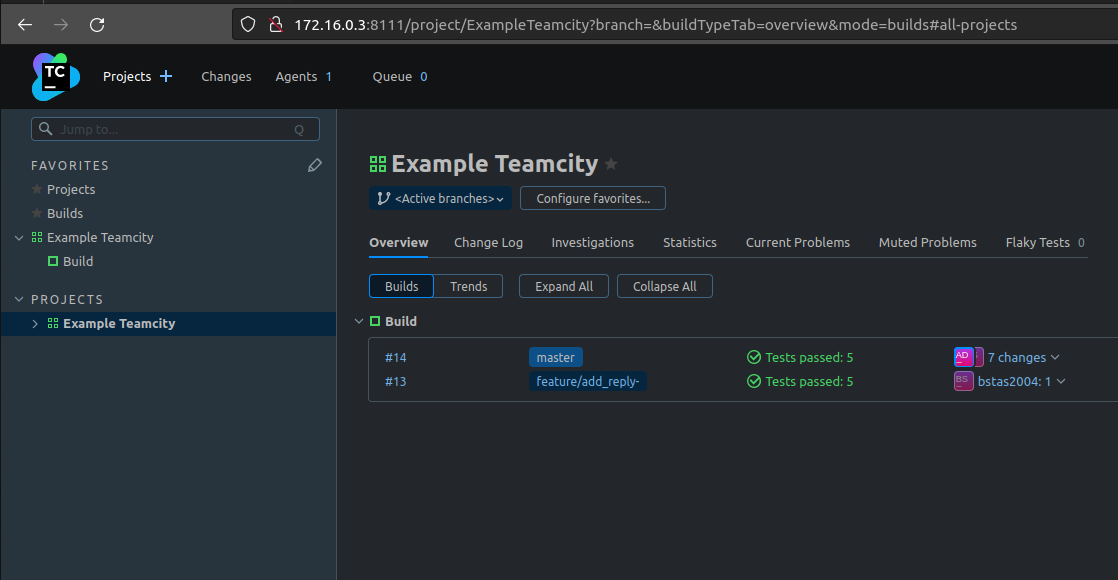 172.16.0.3:8111/project/ExampleTeamcity?branch=&buildTypeTab=overview&mode=builds#all-projects
TC
Projects + Changes Agents 1 Queue 0
Jump to... Q
FAVORITES
Projects
Builds
Example Teamcity
Build
PROJECTS
Example Teamcity
Example Teamcity
<Active branches> Configure favorites...
Overview Change Log Investigations Statistics Current Problems Muted Problems Flaky Tests 0
Builds Trends Expand All Collapse All
Build
#14 master Tests passed: 5 AD 7 changes
#13 feature/add_reply- Tests passed: 5 BS bstas2004: 1